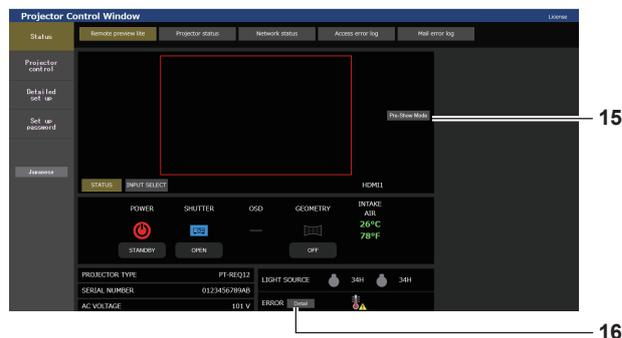 Projector Control Window
License
Status
Remote preview lite
Projector status
Network status
Access error log
Mail error log
Projector control
Detailed set up
Set up password
Japanese
Pre-Show Mode
15
STATUS
INPUT SELECT
HDMI1
POWER
SHUTTER
OSD
GEOMETRY
INTAKE AIR
26°C
78°F
STANDBY
OPEN
OFF
PROJECTOR TYPE PT-REQ12
LIGHT SOURCE 34H 34H
SERIAL NUMBER 0123456789AB
AC VOLTAGE 101 V
ERROR Detail
16